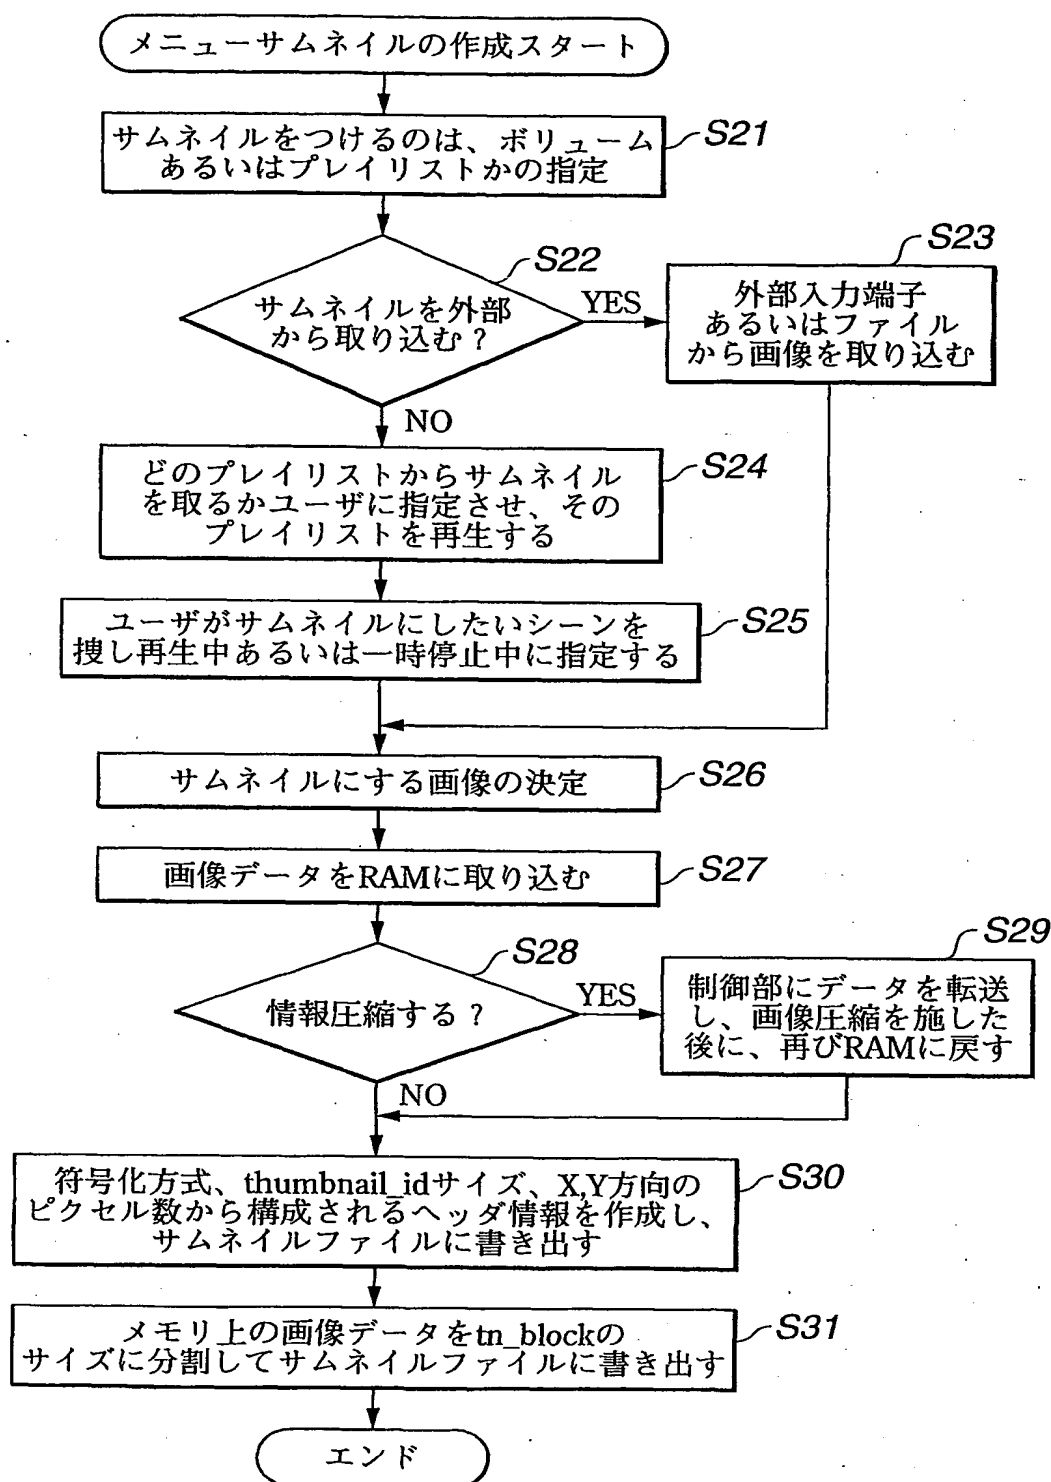 メニューサムネイルの作成スタート
サムネイルをつけるのは、ボリューム
あるいはプレイリストかの指定
S21
サムネイルを外部
から取り込む？
S22
YES
NO
外部入力端子
あるいはファイル
から画像を取り込む
S23
どのプレイリストからサムネイル
を取るかユーザに指定させ、その
プレイリストを再生する
S24
ユーザがサムネイルにしたいシーンを
捜し再生中あるいは一時停止中に指定する
S25
サムネイルにする画像の決定
S26
画像データをRAMに取り込む
S27
情報圧縮する？
S28
YES
NO
制御部にデータを転送
し、画像圧縮を施した
後に、再びRAMに戻す
S29
符号化方式、thumbnail_idサイズ、X,Y方向の
ピクセル数から構成されるヘッダ情報を作成し、
サムネイルファイルに書き出す
S30
メモリ上の画像データをtn_blockの
サイズに分割してサムネイルファイルに書き出す
S31
エンド